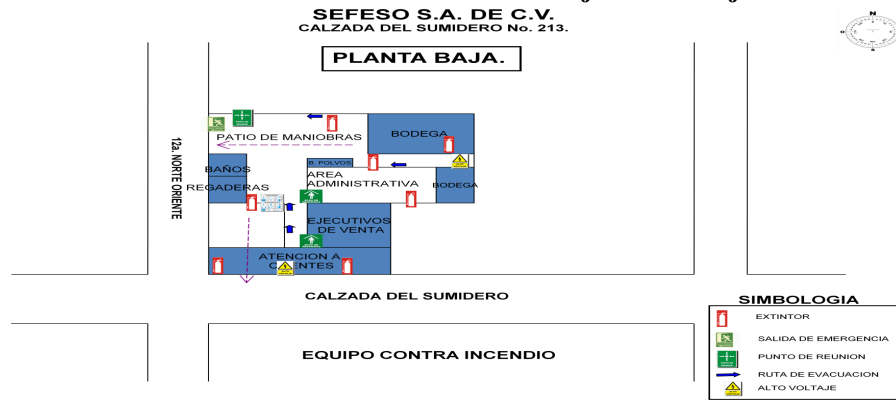 SEFESO S.A. DE C.V.
CALZADA DEL SUMIDERO No. 213.
PLANTA BAJA.
N
12a. NORTE ORIENTE
PATIO DE MANIOBRAS
BODEGA
BAÑOS
REGADERAS
B. POLVOS
AREA
ADMINISTRATIVA
BODEGA
EJECUTIVOS
DE VENTA
ATENCION A
CLIENTES
CALZADA DEL SUMIDERO
EQUIPO CONTRA INCENDIO
SIMBOLOGIA
EXTINTOR
SALIDA DE EMERGENCIA
PUNTO DE REUNION
RUTA DE EVACUACION
ALTO VOLTAJE